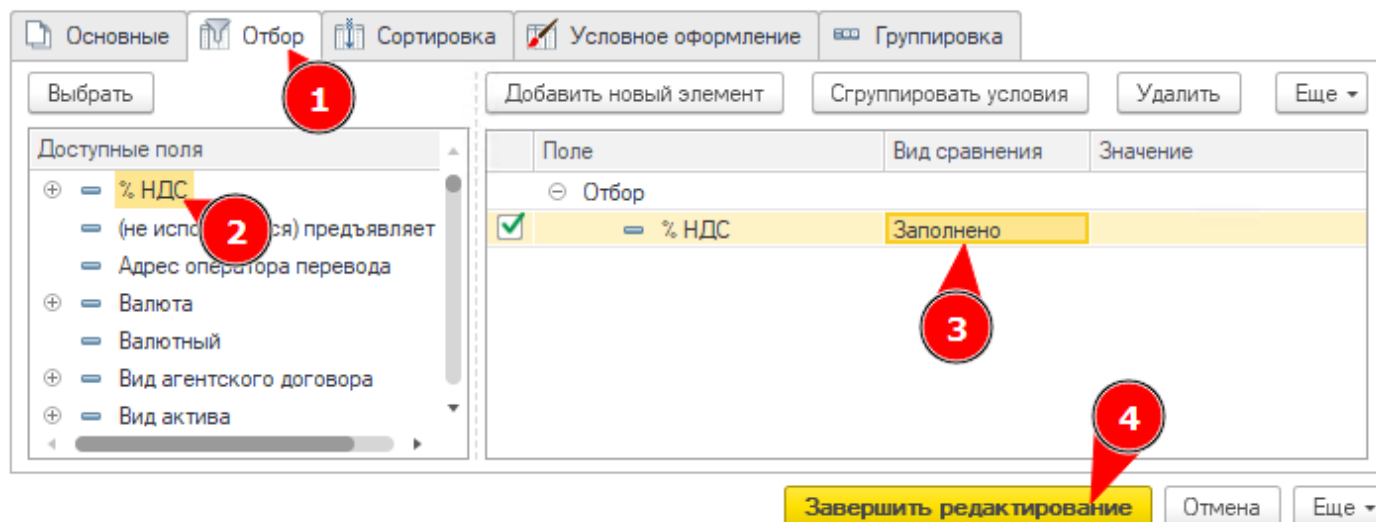 Основные Отбор Сортировка Условное оформление Группировка
1
Выбрать Добавить новый элемент Сгруппировать условия Удалить Еще
Доступные поля Поле Вид сравнения Значение
% НДС Отбор
2
(не испо ся) предъявляет % НДС Заполнено
Адрес оператора перевода
Валюта
3
Валютный
Вид агентского договора
Вид актива
4
Завершить редактирование Отмена Еще